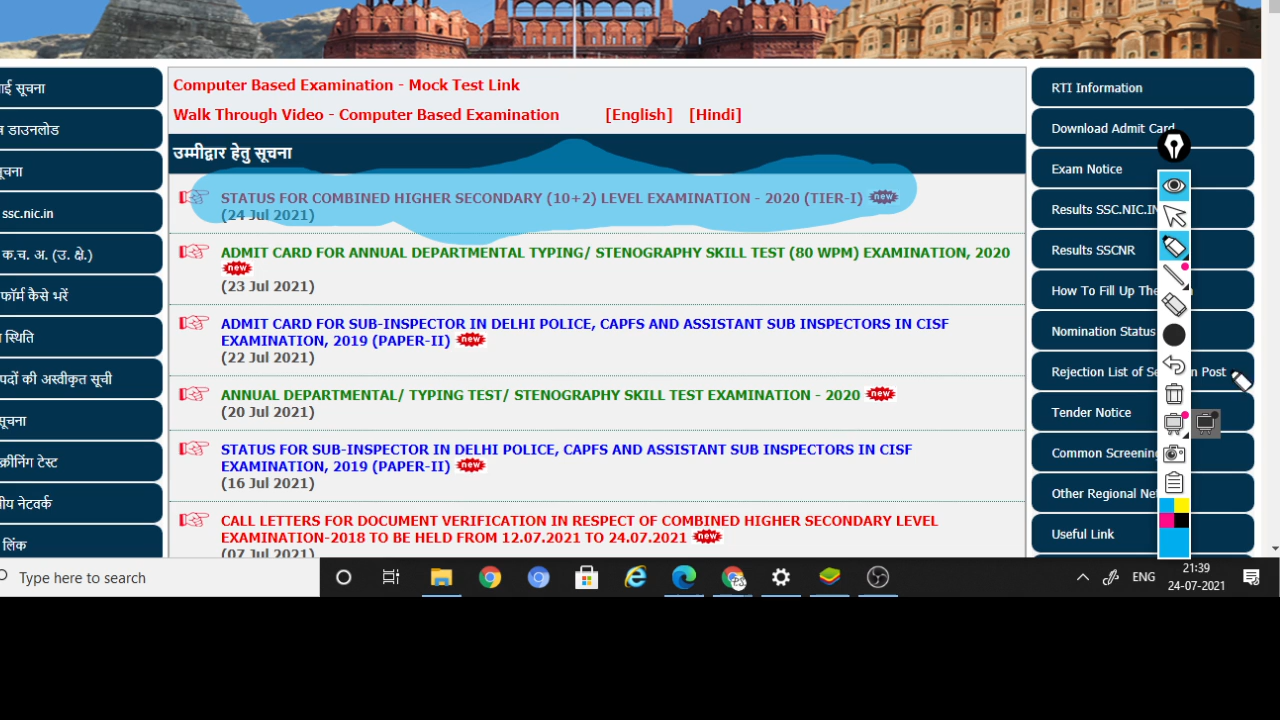 Computer Based Examination - Mock Test Link
Walk Through Video - Computer Based Examination [English] [Hindi]
उम्मीद्वार हेतु सूचना
STATUS FOR COMBINED HIGHER SECONDARY (10+2) LEVEL EXAMINATION - 2020 (TIER-I) new
(24 Jul 2021)
ADMIT CARD FOR ANNUAL DEPARTMENTAL TYPING/ STENOGRAPHY SKILL TEST (80 WPM) EXAMINATION, 2020
new
(23 Jul 2021)
ADMIT CARD FOR SUB-INSPECTOR IN DELHI POLICE, CAPFS AND ASSISTANT SUB INSPECTORS IN CISF
EXAMINATION, 2019 (PAPER-II) new
(22 Jul 2021)
ANNUAL DEPARTMENTAL/ TYPING TEST/ STENOGRAPHY SKILL TEST EXAMINATION - 2020 new
(20 Jul 2021)
STATUS FOR SUB-INSPECTOR IN DELHI POLICE, CAPFS AND ASSISTANT SUB INSPECTORS IN CISF
EXAMINATION, 2019 (PAPER-II) new
(16 Jul 2021)
CALL LETTERS FOR DOCUMENT VERIFICATION IN RESPECT OF COMBINED HIGHER SECONDARY LEVEL
EXAMINATION-2018 TO BE HELD FROM 12.07.2021 TO 24.07.2021 new
(07 Jul 2021)
सूचना
डाउनलोड
ssc.nic.in
क.च. अ. (उ. क्षे.)
फॉर्म कैसे भरें
स्थिति
पदों की अस्वीकृत सूची
टेस्ट
नेटवर्क
लिंक
RTI Information
Download Admit Card
Exam Notice
Results SSC.NIC.IN
Results SSCNR
How To Fill Up The
Nomination Status
Rejection List of Post
Tender Notice
Common Screening
Other Regional
Useful Link
Type here to search
ENG
21:39
24-07-2021